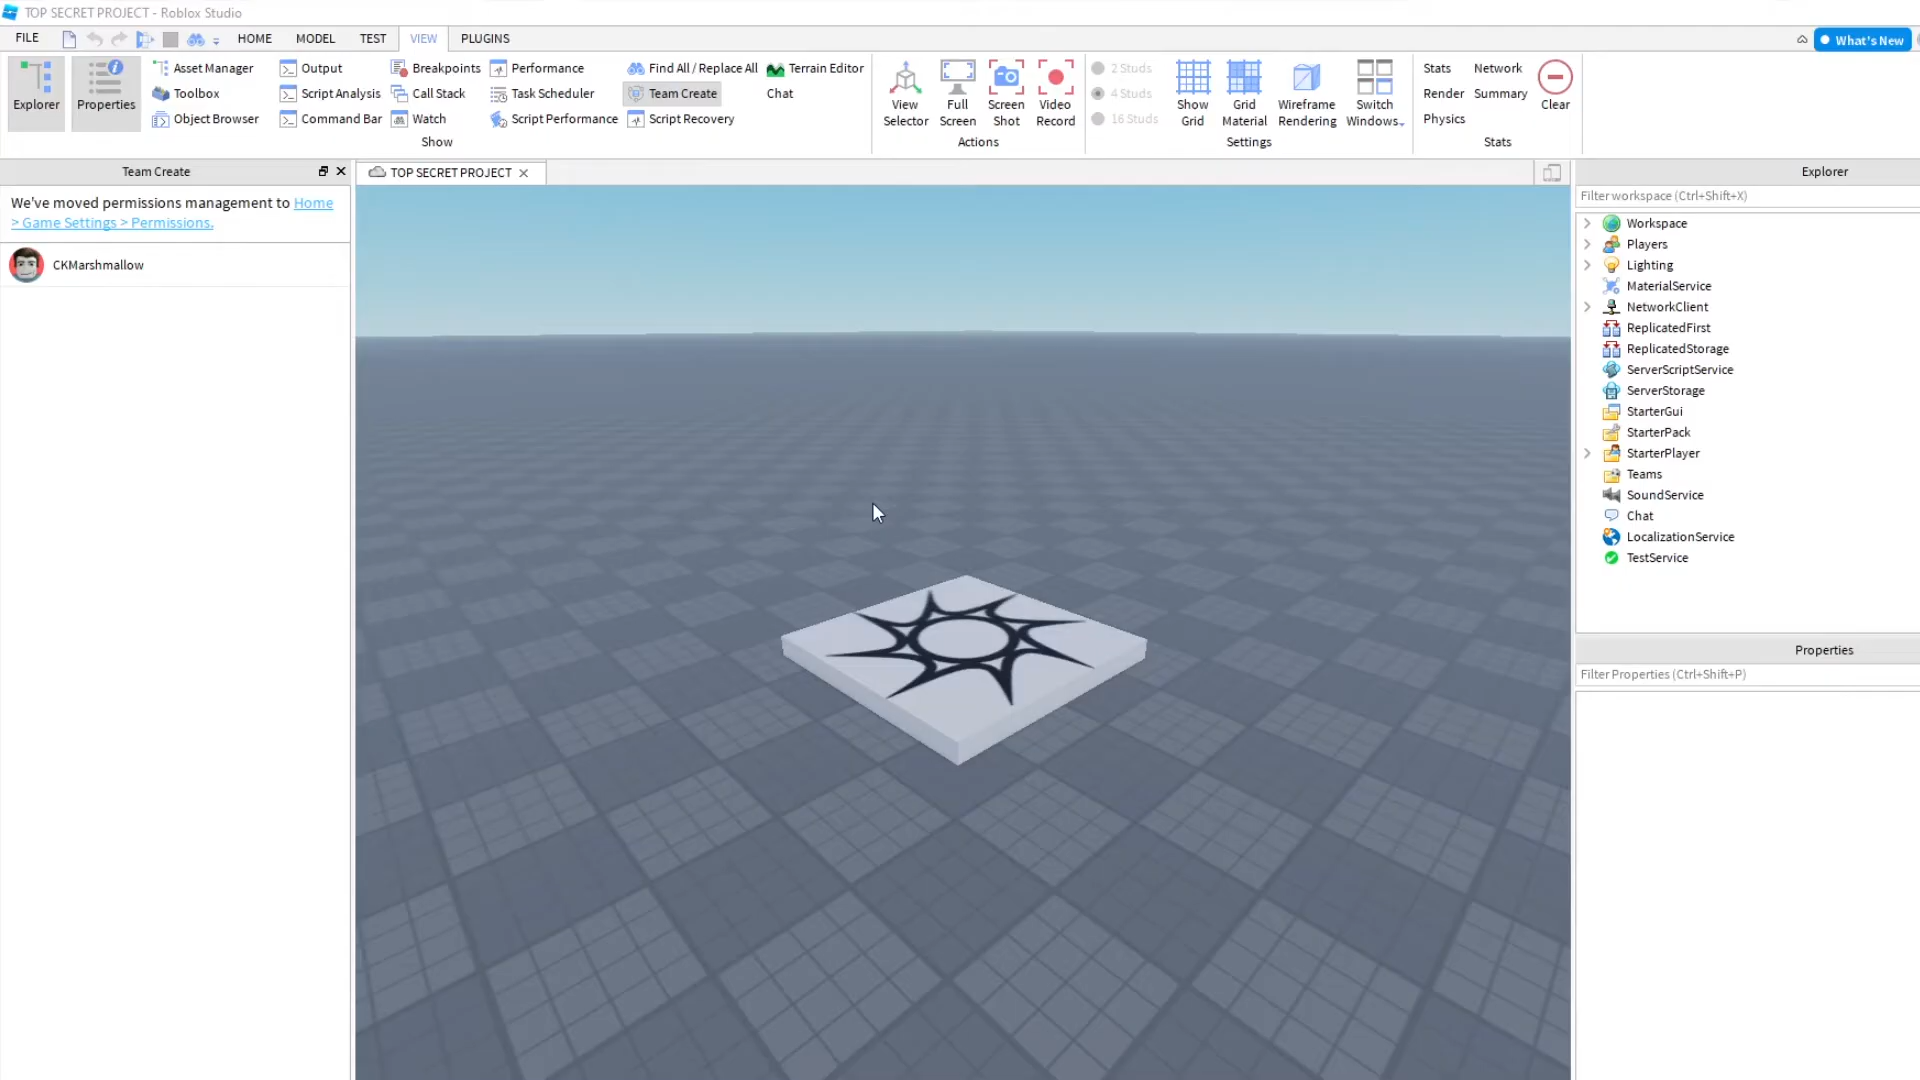 TOP SECRET PROJECT - Roblox Studio
FILE HOME MODEL TEST VIEW PLUGINS What's New
Explorer
Properties
Asset Manager
Toolbox
Object Browser
Output
Script Analysis
Command Bar
Breakpoints
Call Stack
Watch
Performance
Task Scheduler
Script Performance
Find All / Replace All
Team Create
Script Recovery
Terrain Editor
Chat
Show
View
Selector
Full
Screen
Screen
Shot
Video
Record
Actions
2 Studs
4 Studs
16 Studs
Show
Grid
Grid
Material
Wireframe
Rendering
Switch
Windows
Settings
Stats
Render
Physics
Network
Summary
Clear
Stats
Team Create
We've moved permissions management to Home
> Game Settings > Permissions.
CKMarshmallow
TOP SECRET PROJECT
Explorer
Filter workspace (Ctrl+Shift+X)
Workspace
Players
Lighting
MaterialService
NetworkClient
ReplicatedFirst
ReplicatedStorage
ServerScriptService
ServerStorage
StarterGui
StarterPack
StarterPlayer
Teams
SoundService
Chat
LocalizationService
TestService
Properties
Filter Properties (Ctrl+Shift+P)